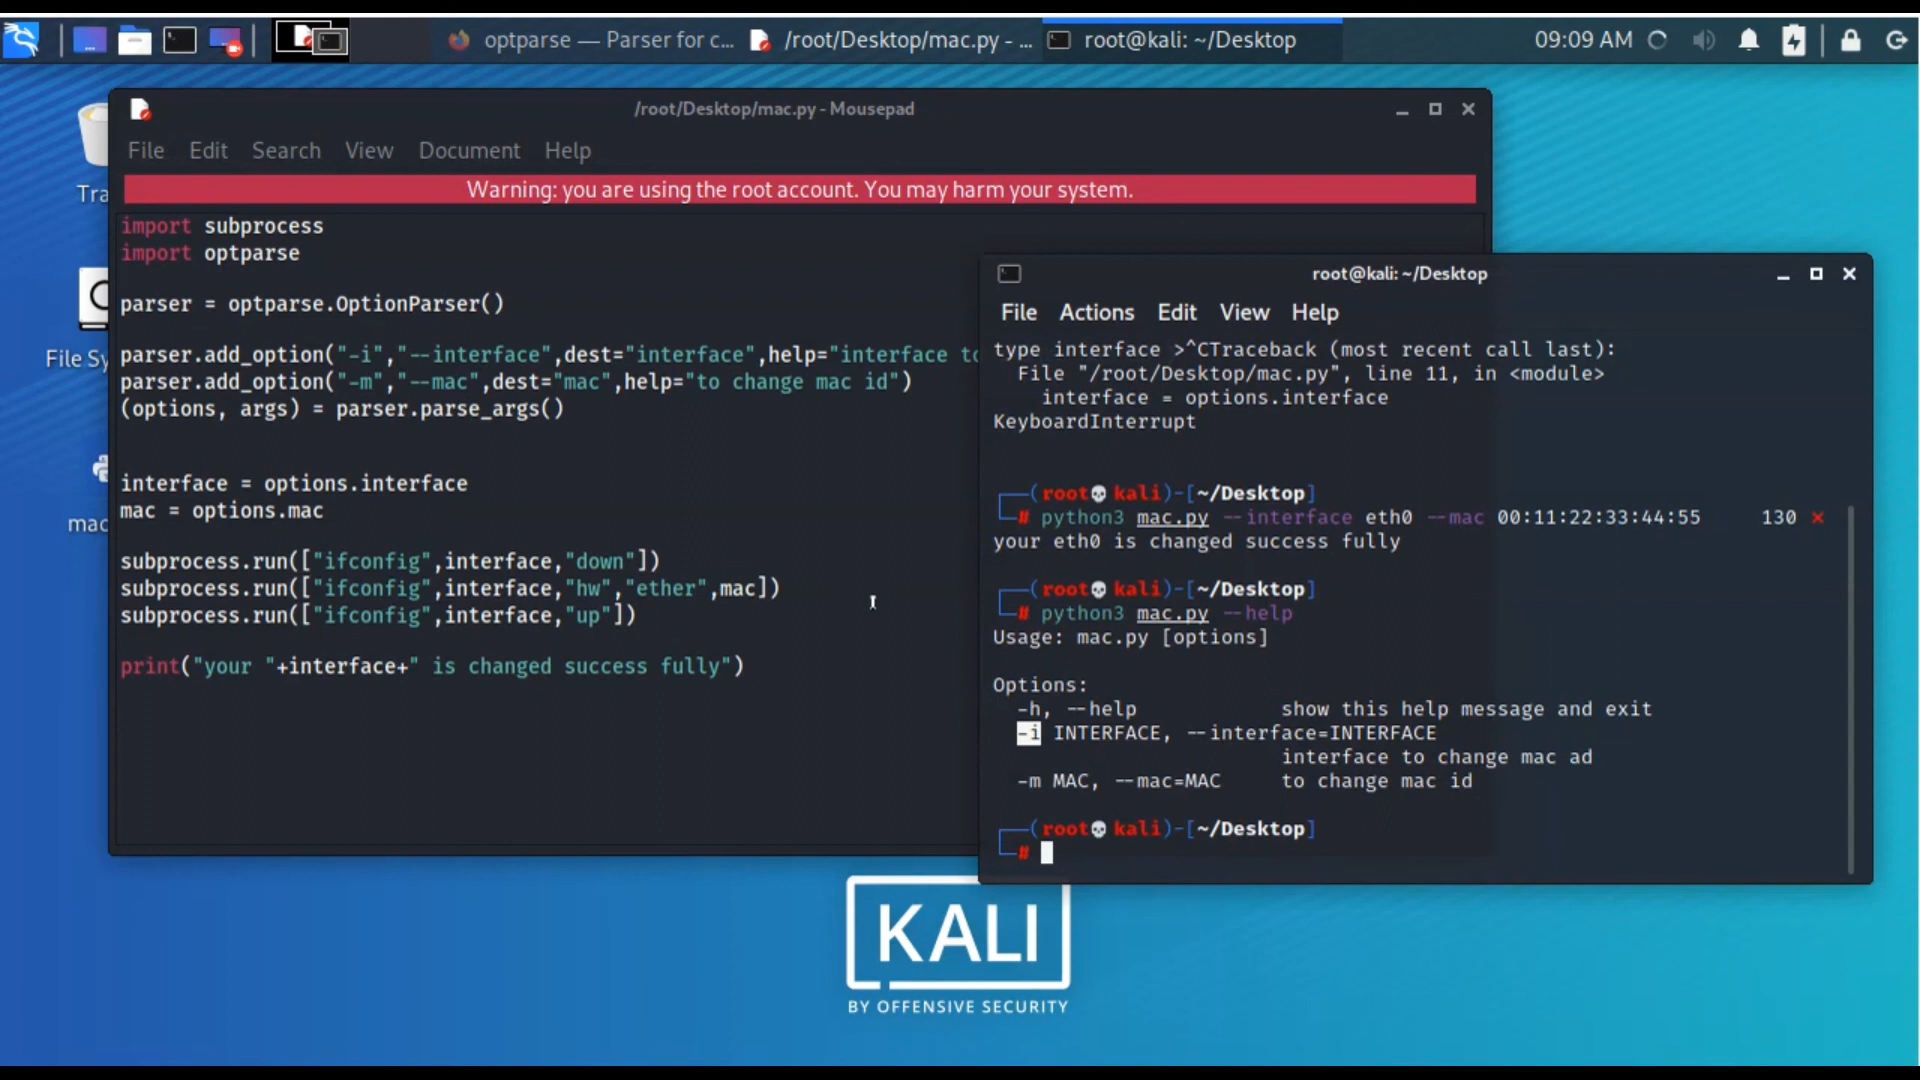 optparse — Parser for c...
/root/Desktop/mac.py - ...
root@kali: ~/Desktop
09:09 AM
/root/Desktop/mac.py - Mousepad
File Edit Search View Document Help
Warning: you are using the root account. You may harm your system.
import subprocess
import optparse
parser = optparse.OptionParser()
parser.add_option("-i","--interface",dest="interface",help="interface to
parser.add_option("-m","--mac",dest="mac",help="to change mac id")
(options, args) = parser.parse_args()
interface = options.interface
mac = options.mac
subprocess.run(["ifconfig",interface,"down"])
subprocess.run(["ifconfig",interface,"hw","ether",mac])
subprocess.run(["ifconfig",interface,"up"])
print("your "+interface+" is changed success fully")
Tra
File Sy
mac
root@kali: ~/Desktop
File Actions Edit View Help
type interface >^CTraceback (most recent call last):
File "/root/Desktop/mac.py", line 11, in <module>
interface = options.interface
KeyboardInterrupt
┌──(root💀kali)-[~/Desktop]
└─# python3 mac.py --interface eth0 --mac 00:11:22:33:44:55 130 ⨯
your eth0 is changed success fully
┌──(root💀kali)-[~/Desktop]
└─# python3 mac.py --help
Usage: mac.py [options]
Options:
-h, --help show this help message and exit
-i INTERFACE, --interface=INTERFACE
interface to change mac ad
-m MAC, --mac=MAC to change mac id
┌──(root💀kali)-[~/Desktop]
└─#
KALI
BY OFFENSIVE SECURITY